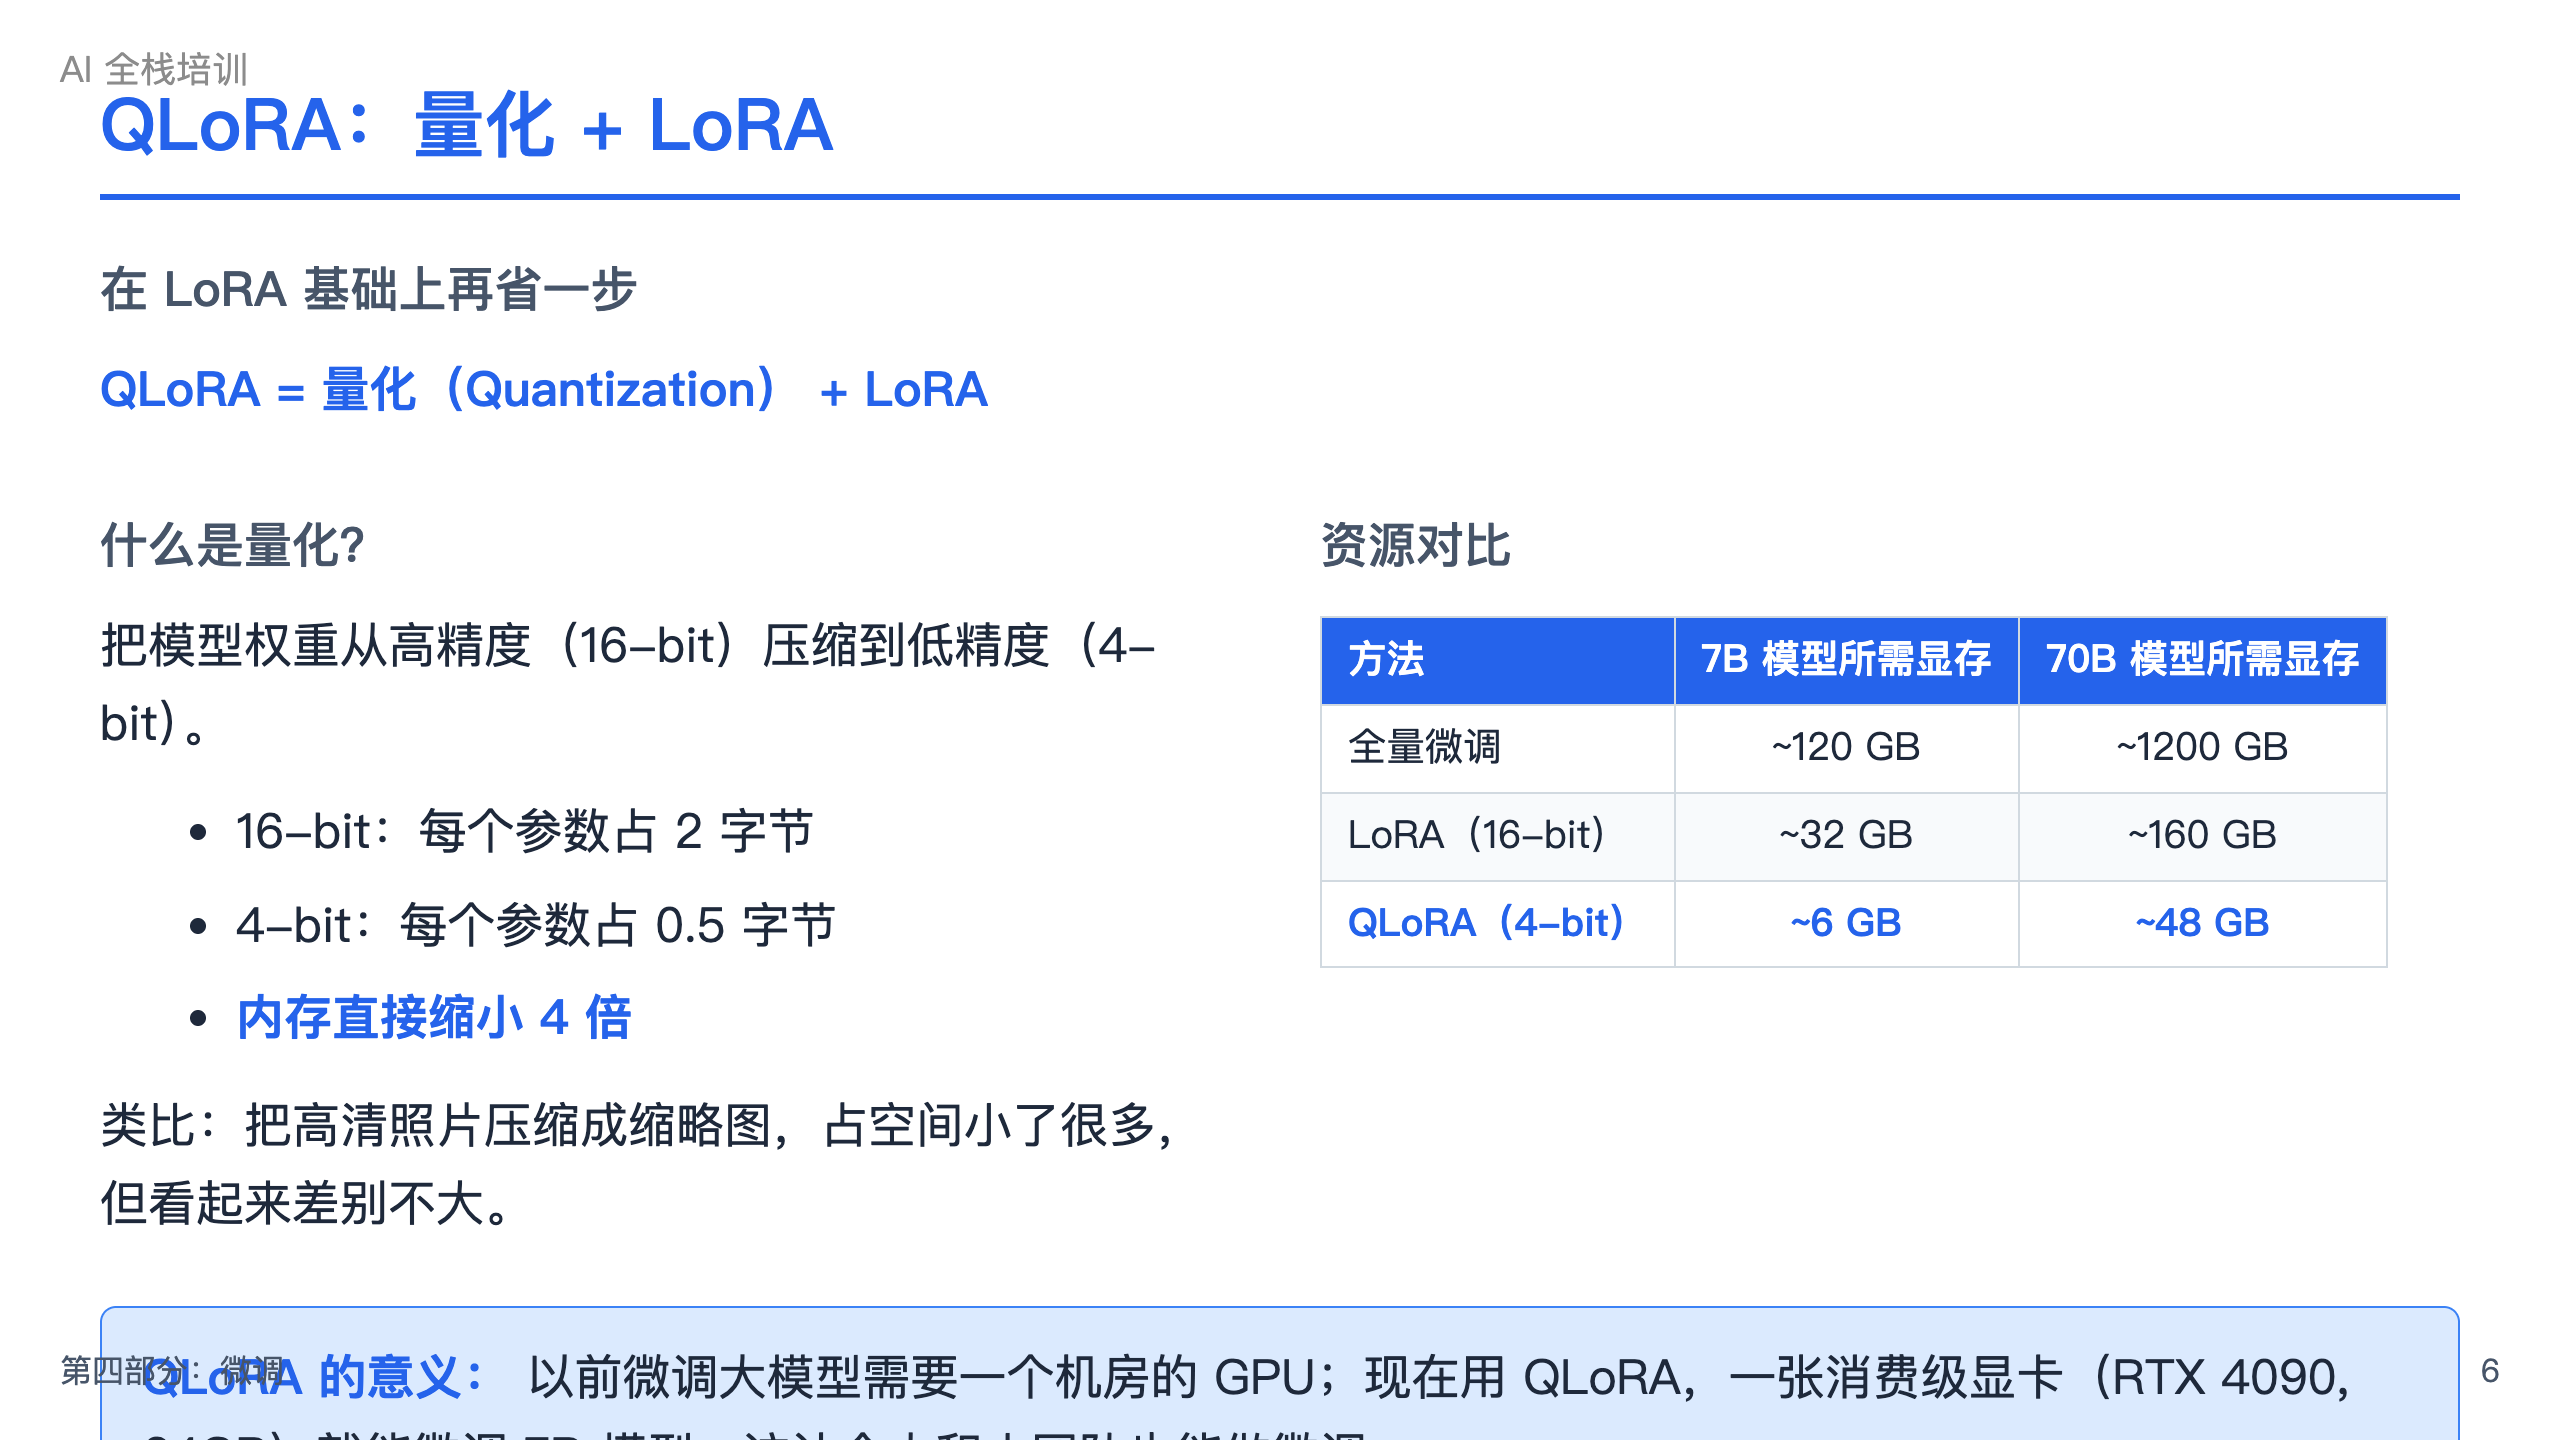 AI 全栈培训
QLoRA：量化 + LoRA
在 LoRA 基础上再省一步
QLoRA = 量化（Quantization） + LoRA
什么是量化？
把模型权重从高精度（16-bit）压缩到低精度（4-
bit）。
• 16-bit：每个参数占 2 字节
• 4-bit：每个参数占 0.5 字节
• 内存直接缩小 4 倍
类比：把高清照片压缩成缩略图，占空间小了很多，
但看起来差别不大。
资源对比
方法 7B 模型所需显存 70B 模型所需显存
全量微调 ~120 GB ~1200 GB
LoRA（16-bit） ~32 GB ~160 GB
QLoRA（4-bit） ~6 GB ~48 GB
QLoRA 的意义： 以前微调大模型需要一个机房的 GPU；现在用 QLoRA，一张消费级显卡（RTX 4090，
第四部分：微调
6